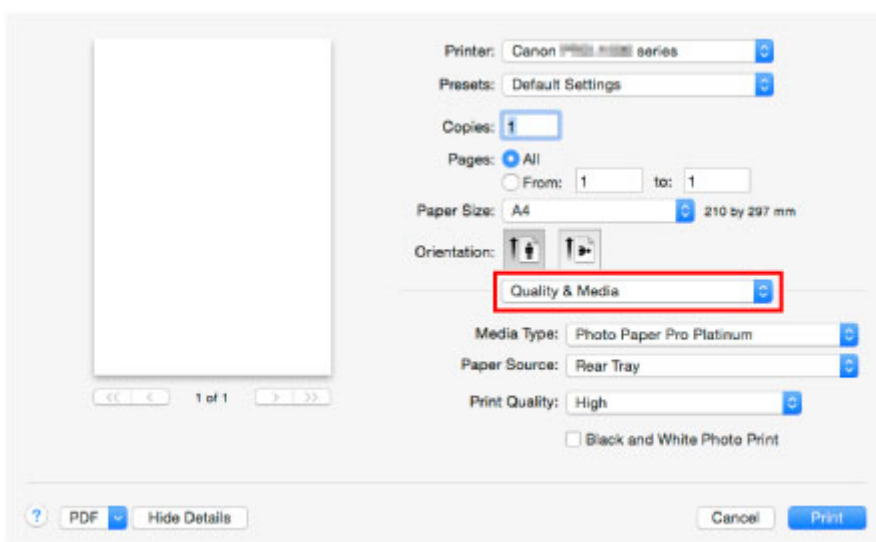 Printer: Canon series
Presets: Default Settings
Copies: 1
Pages: All
From: 1 to: 1
Paper Size: A4 210 by 297 mm
Orientation:
Quality & Media
Media Type: Photo Paper Pro Platinum
Paper Source: Rear Tray
1 of 1
Print Quality: High
Black and White Photo Print
? PDF Hide Details Cancel Print